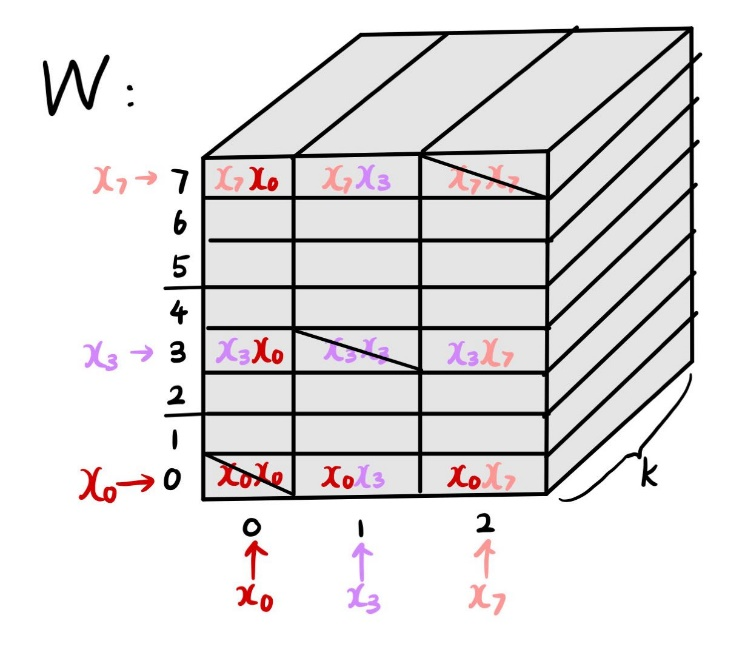 W:
x₇ → 7 x₇x₀ x₇x₃ x₇x₇
6
5
4
x₃ → 3 x₃x₀ x₃x₃ x₃x₇
2
1
x₀ → 0 x₀x₀ x₀x₃ x₀x₇
k
0 1 2
x₀ x₃ x₇